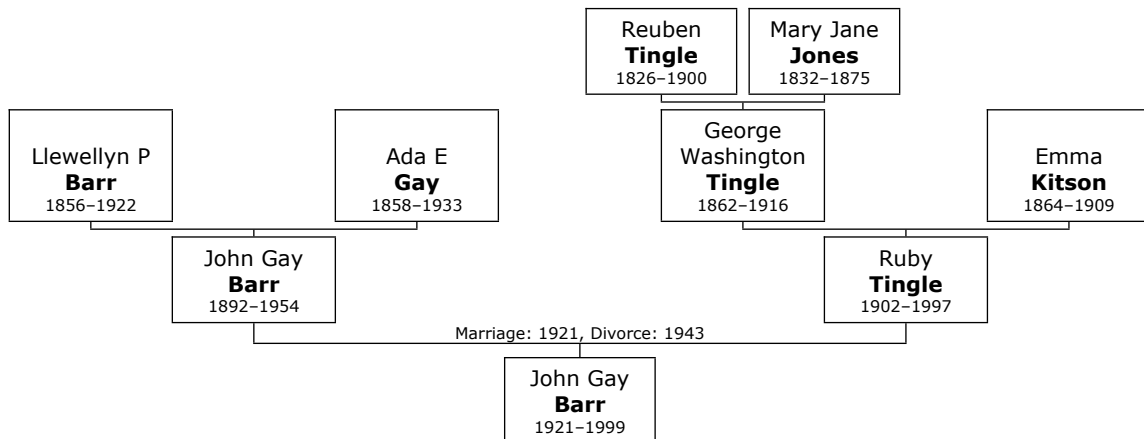 Reuben
Tingle
1826–1900
Mary Jane
Jones
1832–1875
Llewellyn P
Barr
1856–1922
Ada E
Gay
1858–1933
George
Washington
Tingle
1862–1916
Emma
Kitson
1864–1909
John Gay
Barr
1892–1954
Ruby
Tingle
1902–1997
Marriage: 1921, Divorce: 1943
John Gay
Barr
1921–1999